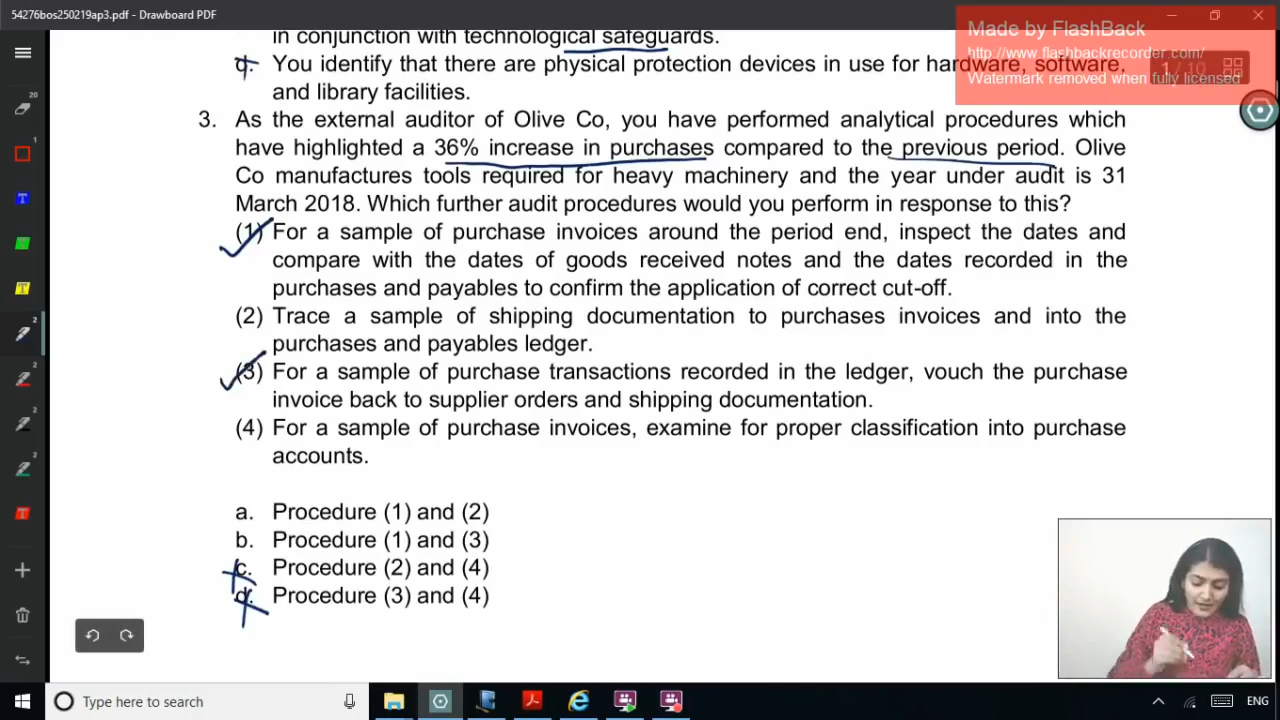 54276bos250219ap3.pdf - Drawboard PDF
Made by FlashBack
http://www.flashbackrecorder.com/
Watermark removed when fully licensed
1 / 10
in conjunction with technological safeguards.
d. You identify that there are physical protection devices in use for hardware, software,
and library facilities.
3. As the external auditor of Olive Co, you have performed analytical procedures which
have highlighted a 36% increase in purchases compared to the previous period. Olive
Co manufactures tools required for heavy machinery and the year under audit is 31
March 2018. Which further audit procedures would you perform in response to this?
(1) For a sample of purchase invoices around the period end, inspect the dates and
compare with the dates of goods received notes and the dates recorded in the
purchases and payables to confirm the application of correct cut-off.
(2) Trace a sample of shipping documentation to purchases invoices and into the
purchases and payables ledger.
(3) For a sample of purchase transactions recorded in the ledger, vouch the purchase
invoice back to supplier orders and shipping documentation.
(4) For a sample of purchase invoices, examine for proper classification into purchase
accounts.
a. Procedure (1) and (2)
b. Procedure (1) and (3)
c. Procedure (2) and (4)
d. Procedure (3) and (4)
20
1
2
2
2
2
2
T
T
T
T
Type here to search
ENG